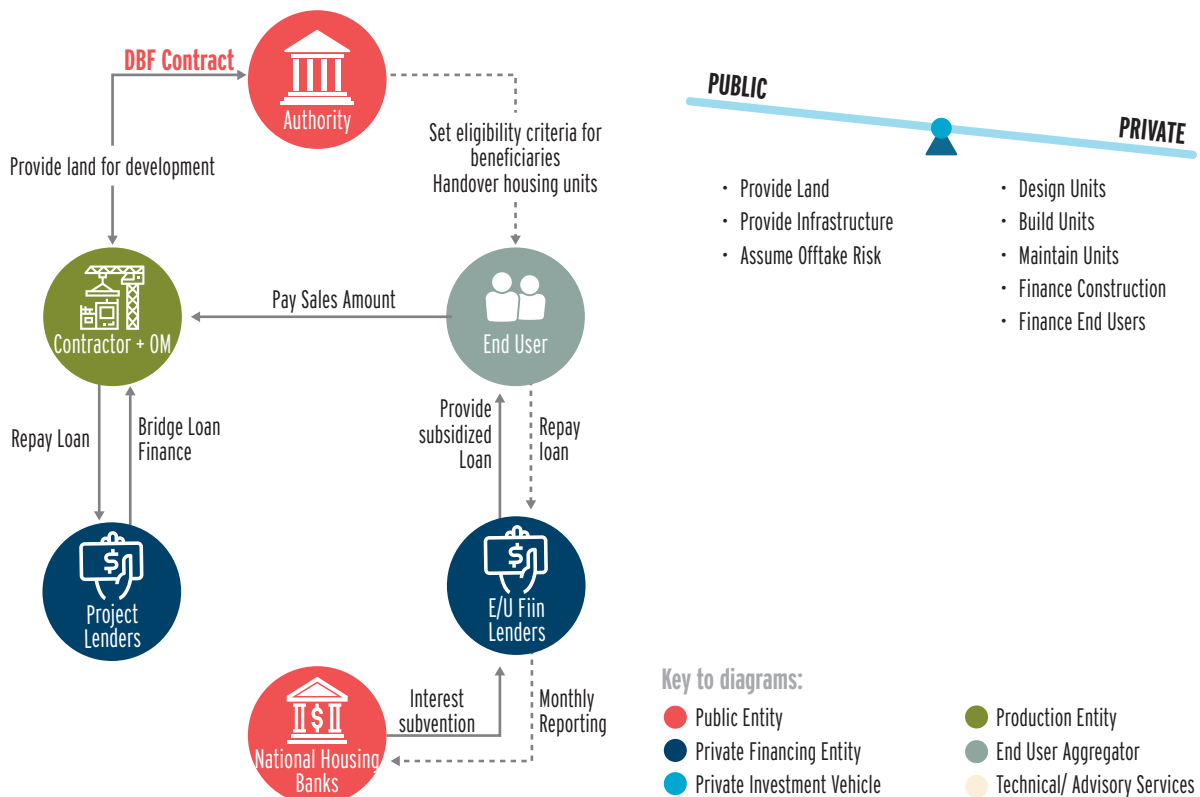 DBF Contract
Authority
Provide land for development
Set eligibility criteria for
beneficiaries
Handover housing units
Contractor + OM
Pay Sales Amount
End User
Repay Loan
Bridge Loan
Finance
Provide
subsidized
Loan
Repay
loan
$
Project
Lenders
$
E/U Fiin
Lenders
$
National Housing
Banks
Interest
subvention
Monthly
Reporting
PUBLIC
PRIVATE
• Provide Land
• Provide Infrastructure
• Assume Offtake Risk
• Design Units
• Build Units
• Maintain Units
• Finance Construction
• Finance End Users
Key to diagrams:
Public Entity
Private Financing Entity
Private Investment Vehicle
Production Entity
End User Aggregator
Technical/ Advisory Services